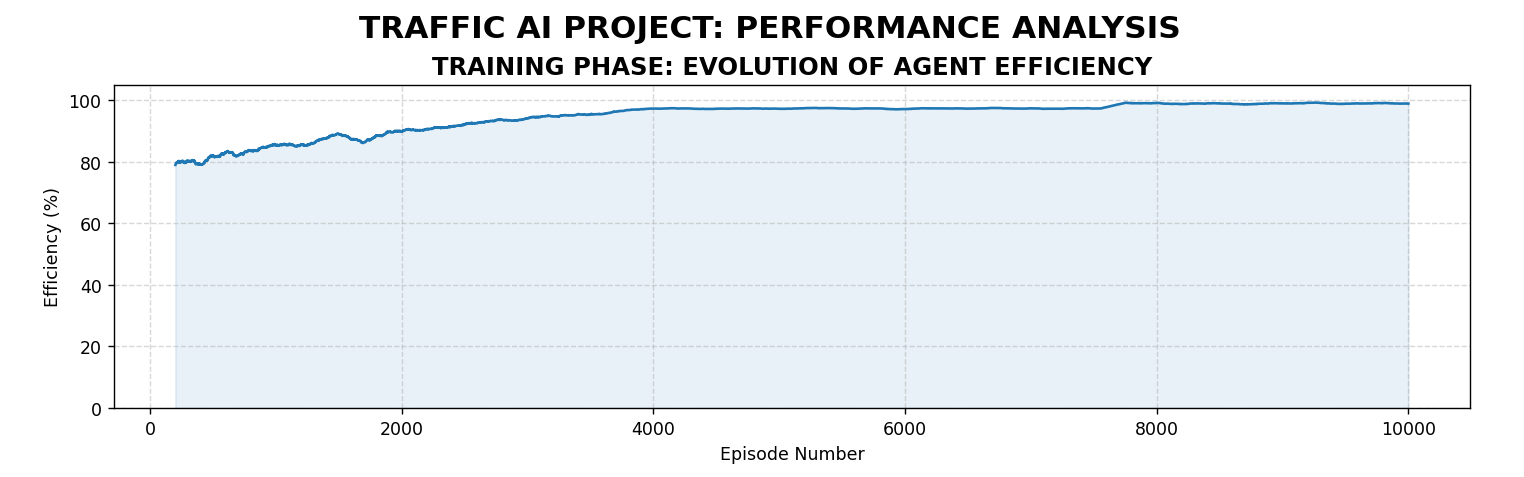 TRAFFIC AI PROJECT: PERFORMANCE ANALYSIS
TRAINING PHASE: EVOLUTION OF AGENT EFFICIENCY
100
80
60
40
20
0
Efficiency (%)
0 2000 4000 6000 8000 10000
Episode Number